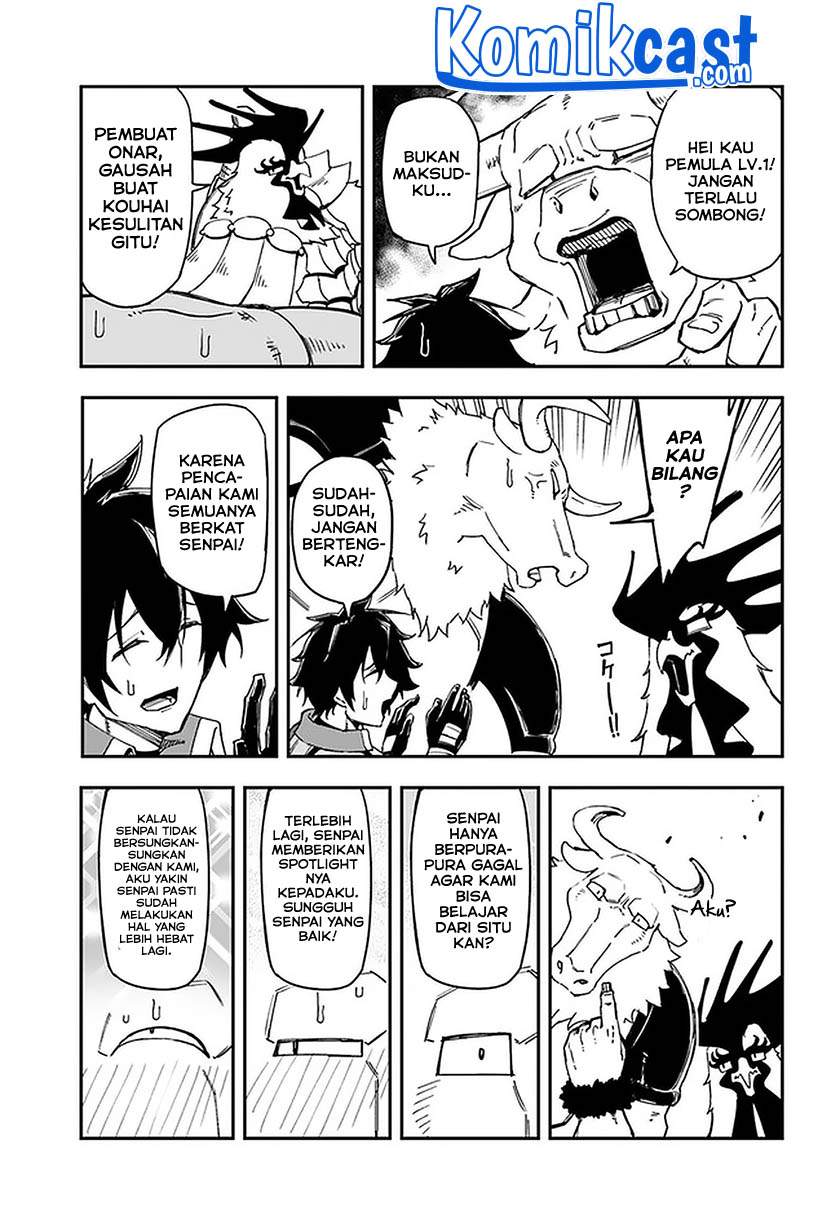 Komikcast
.com
HEI KAU
PEMULA LV.1!
JANGAN
TERLALU
SOMBONG!
BUKAN
MAKSUD-
KU...
PEMBUAT
ONAR,
GAUSAH
BUAT
KOUHAI
KESULITAN
GITU!
APA
KAU
BILANG
?
コケーー!!
SUDAH-
SUDAH,
JANGAN
BERTENG-
KAR!
KARENA
PENCA-
PAIAN KAMI
SEMUANYA
BERKAT
SENPAI!
Aku?
SENPAI
HANYA
BERPURA-
PURA GAGAL
AGAR KAMI
BISA
BELAJAR
DARI SITU
KAN?
TERLEBIH
LAGI, SENPAI
MEMBERIKAN
SPOTLIGHT
NYA
KEPADAKU.
SUNGGUH
SENPAI YANG
BAIK!
KALAU
SENPAI TIDAK
BERSUNGKAN-
SUNGKAN
DENGAN KAMI,
AKU YAKIN
SENPAI PASTI
SUDAH
MELAKUKAN
HAL YANG
LEBIH HEBAT
LAGI.